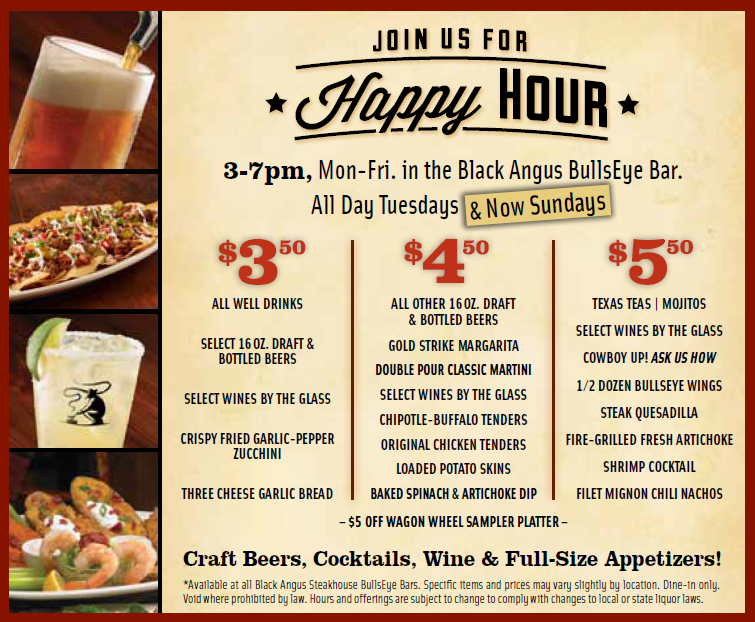 JOIN US FOR
Happy HOUR
3-7pm, Mon-Fri. in the Black Angus BullsEye Bar.
All Day Tuesdays & Now Sundays
$3.50
ALL WELL DRINKS
SELECT 16 OZ. DRAFT &
BOTTLED BEERS
SELECT WINES BY THE GLASS
CRISPY FRIED GARLIC-PEPPER
ZUCCHINI
THREE CHEESE GARLIC BREAD
$4.50
ALL OTHER 16 OZ. DRAFT
& BOTTLED BEERS
GOLD STRIKE MARGARITA
DOUBLE POUR CLASSIC MARTINI
SELECT WINES BY THE GLASS
CHIPOTLE-BUFFALO TENDERS
ORIGINAL CHICKEN TENDERS
LOADED POTATO SKINS
BAKED SPINACH & ARTICHOKE DIP
$5.50
TEXAS TEAS | MOJITOS
SELECT WINES BY THE GLASS
COWBOY UP! ASK US HOW
1/2 DOZEN BULLSEYE WINGS
STEAK QUESADILLA
FIRE-GRILLED FRESH ARTICHOKE
SHRIMP COCKTAIL
FILET MIGNON CHILI NACHOS
– $5 OFF WAGON WHEEL SAMPLER PLATTER –
Craft Beers, Cocktails, Wine & Full-Size Appetizers!
*Available at all Black Angus Steakhouse BullsEye Bars. Specific items and prices may vary slightly by location. Dine-in only.
Void where prohibited by law. Hours and offerings are subject to change to comply with changes to local or state liquor laws.